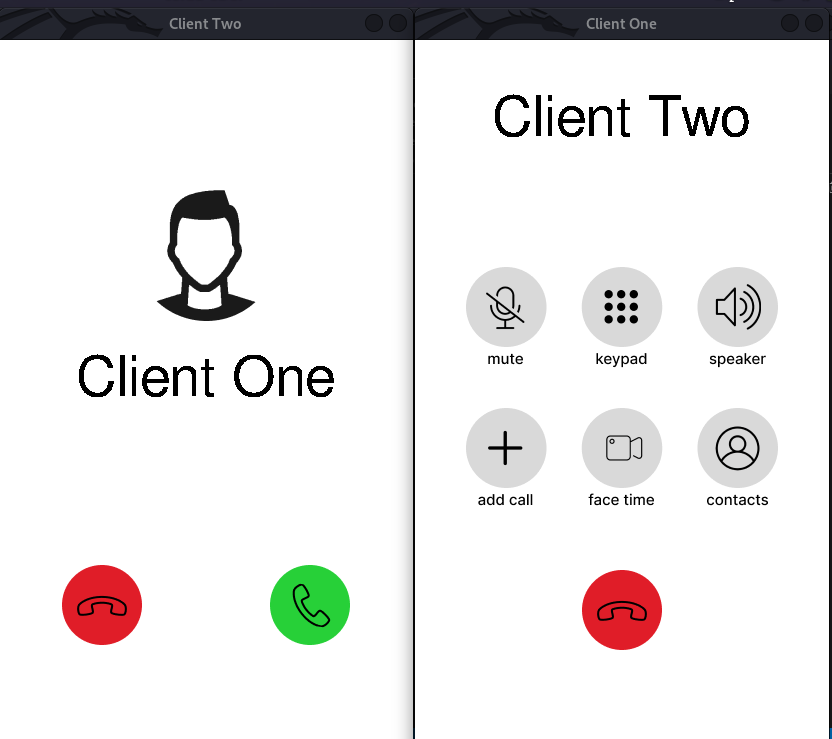 Client Two
Client One
Client One
Client Two
mute keypad speaker
add call face time contacts